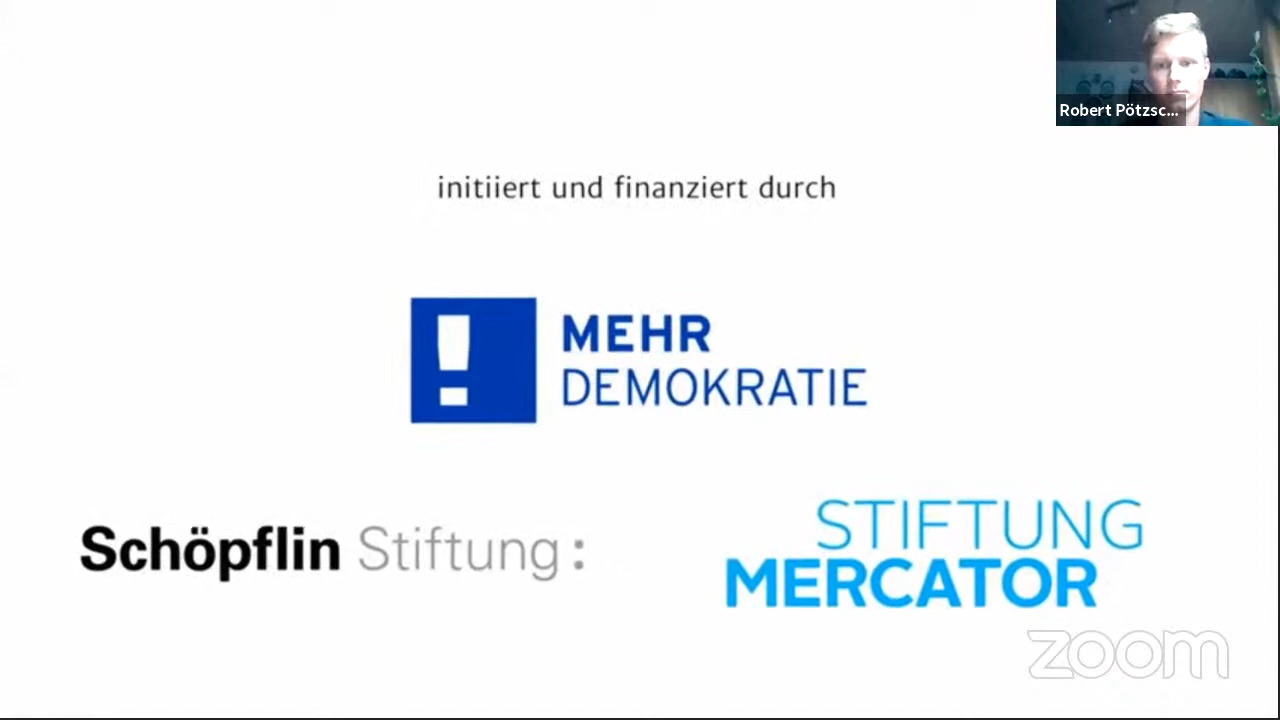 Robert Pötzsc...
initiiert und finanziert durch
!
MEHR
DEMOKRATIE
Schöpflin Stiftung:
STIFTUNG
MERCATOR
zoom